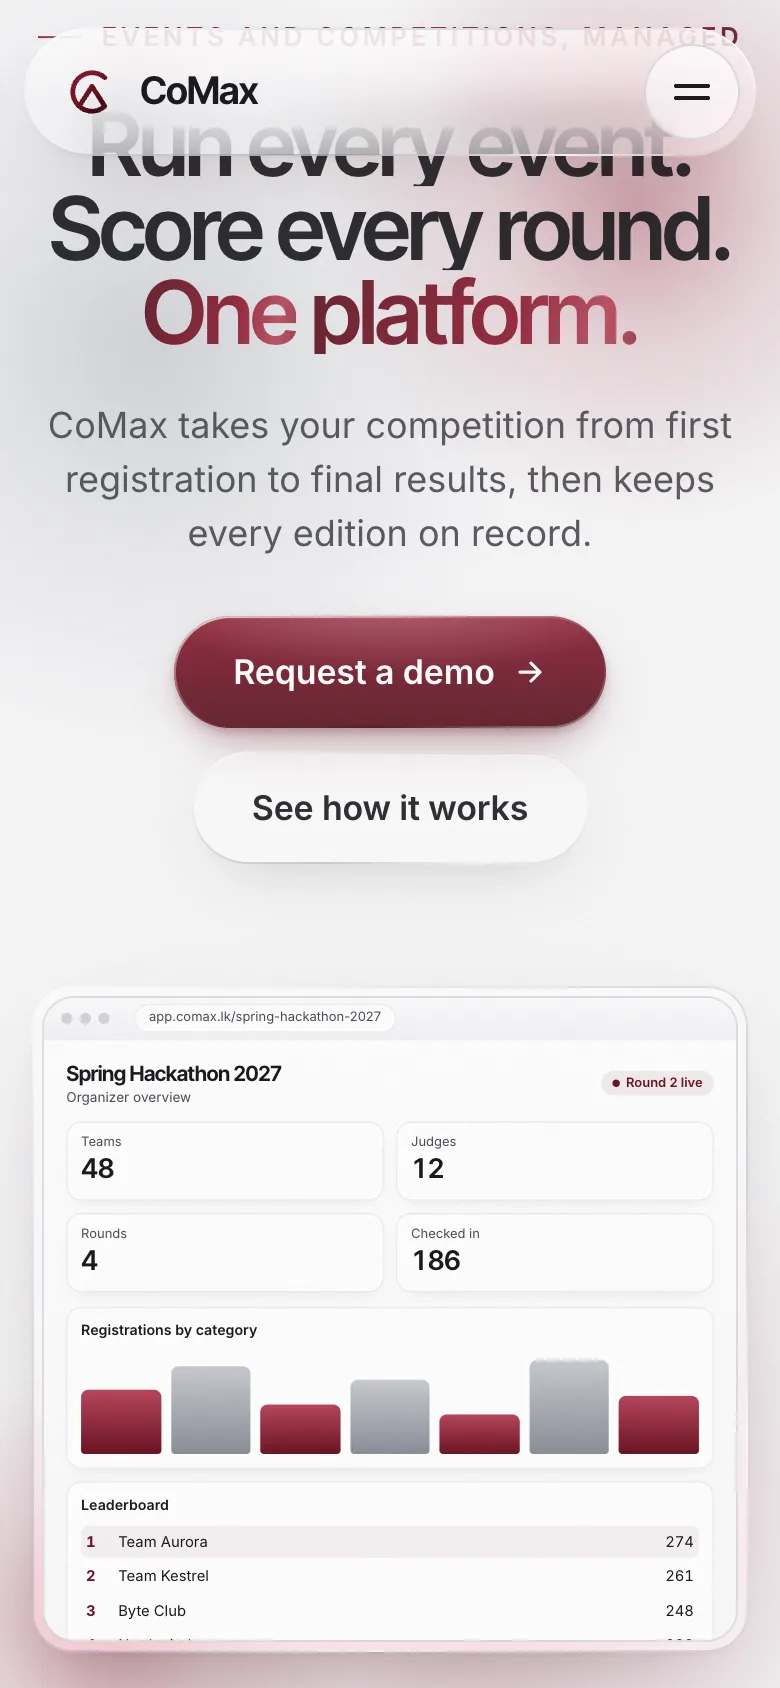 EVENTS AND COMPETITIONS, MANAGED
CoMax
Run every event.
Score every round.
One platform.
CoMax takes your competition from first
registration to final results, then keeps
every edition on record.
Request a demo →
See how it works
app.comax.lk/spring-hackathon-2027
Spring Hackathon 2027
Organizer overview
Round 2 live
Teams
48
Judges
12
Rounds
4
Checked in
186
Registrations by category
Leaderboard
1 Team Aurora 274
2 Team Kestrel 261
3 Byte Club 248